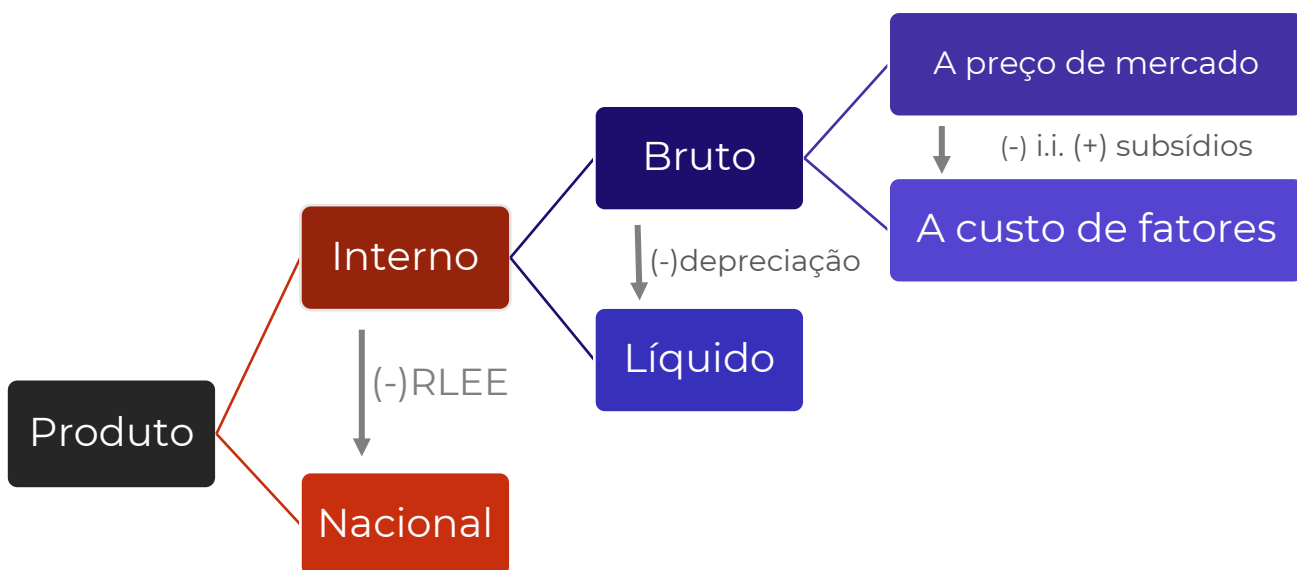 A preço de mercado
(-) i.i. (+) subsídios
Bruto
A custo de fatores
Interno
(-)depreciação
Líquido
(-)RLEE
Produto
Nacional